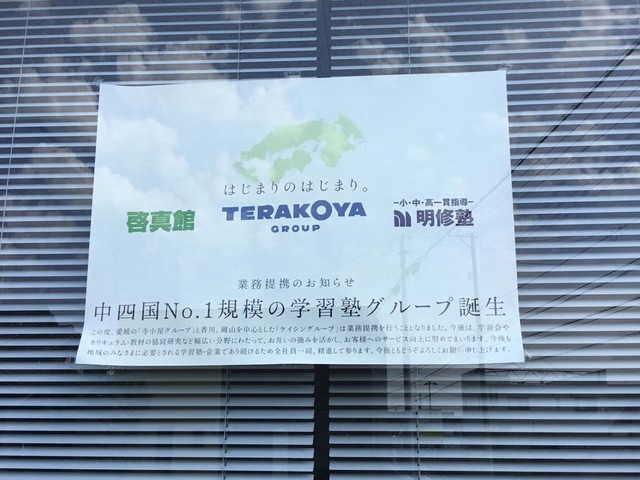 はじまりのはじまり。
啓真館
TERAKOYA
GROUP
小・中・高一貫指導
明修塾
業務提携のお知らせ
中四国No.1規模の学習塾グループ誕生
この度、愛媛の「寺小屋グループ」と香川、岡山を中心とした「ケイシングループ」は業務提携を行うこととなりました。今後は、学習会や
カリキュラム・教材の協同研究など幅広い分野にわたって、お互いの強みを活かし、お客様へのサービス向上に努めてまいります。今後も
地域のみなさまに必要とされる学習塾・企業であり続けるため全社員一同、精進して参ります。今後ともどうぞよろしくお願い申し上げます。